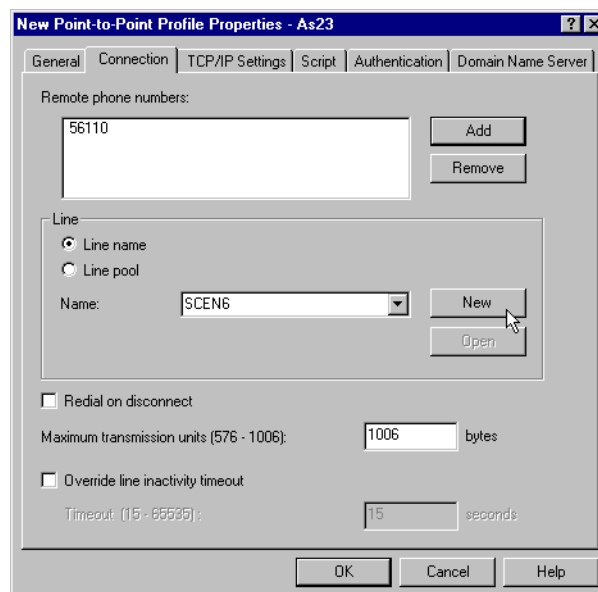 New Point-to-Point Profile Properties - As23
General Connection TCP/IP Settings Script Authentication Domain Name Server
Remote phone numbers:
56110
Add
Remove
Line
Line name
Line pool
Name: SCEN6 New
Open
Redial on disconnect
Maximum transmission units (576 - 1006): 1006 bytes
Override line inactivity timeout
Timeout (15 - 65535) : 15 seconds
OK Cancel Help